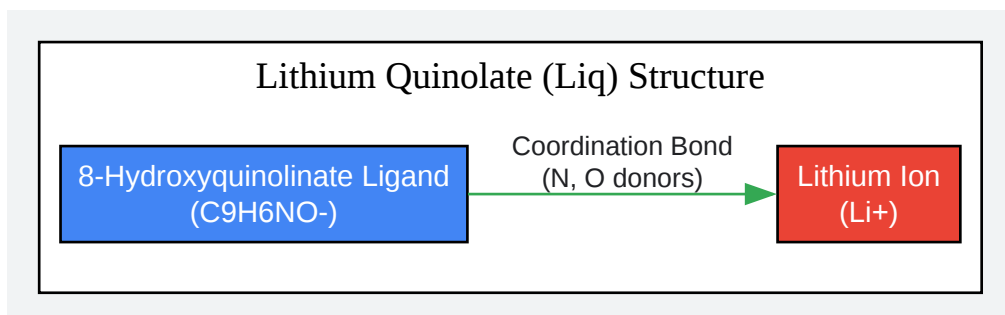 Lithium Quinolate (Liq) Structure
8-Hydroxyquinolinate Ligand
(C9H6NO-)
Coordination Bond
(N, O donors)
Lithium Ion
(Li+)